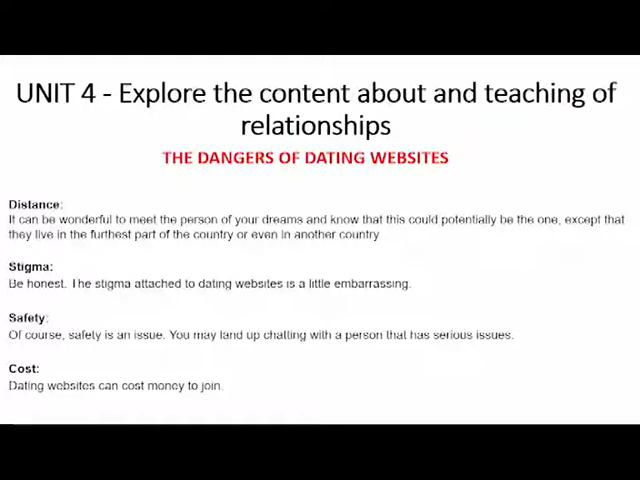 UNIT 4 - Explore the content about and teaching of
relationships
THE DANGERS OF DATING WEBSITES
Distance:
It can be wonderful to meet the person of your dreams and know that this could potentially be the one, except that
they live in the furthest part of the country or even in another country
Stigma:
Be honest. The stigma attached to dating websites is a little embarrassing.
Safety:
Of course, safety is an issue. You may land up chatting with a person that has serious issues.
Cost:
Dating websites can cost money to join.